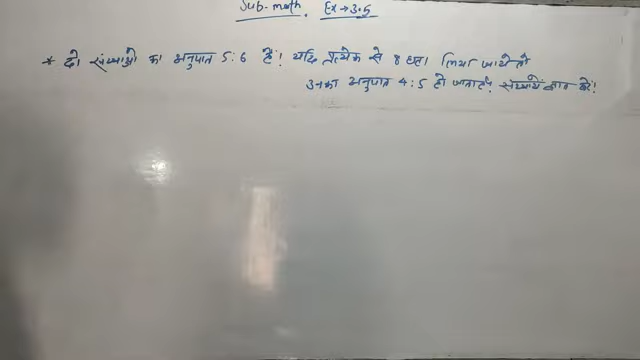 Sub-math. Ex→3.5
* दो संख्याओ का अनुपात 5:6 है! यदि प्रत्येक से 8 घटा लिया जाये तो
उनका अनुपात 4:5 हो जाता है! संख्यायें ज्ञात करें!